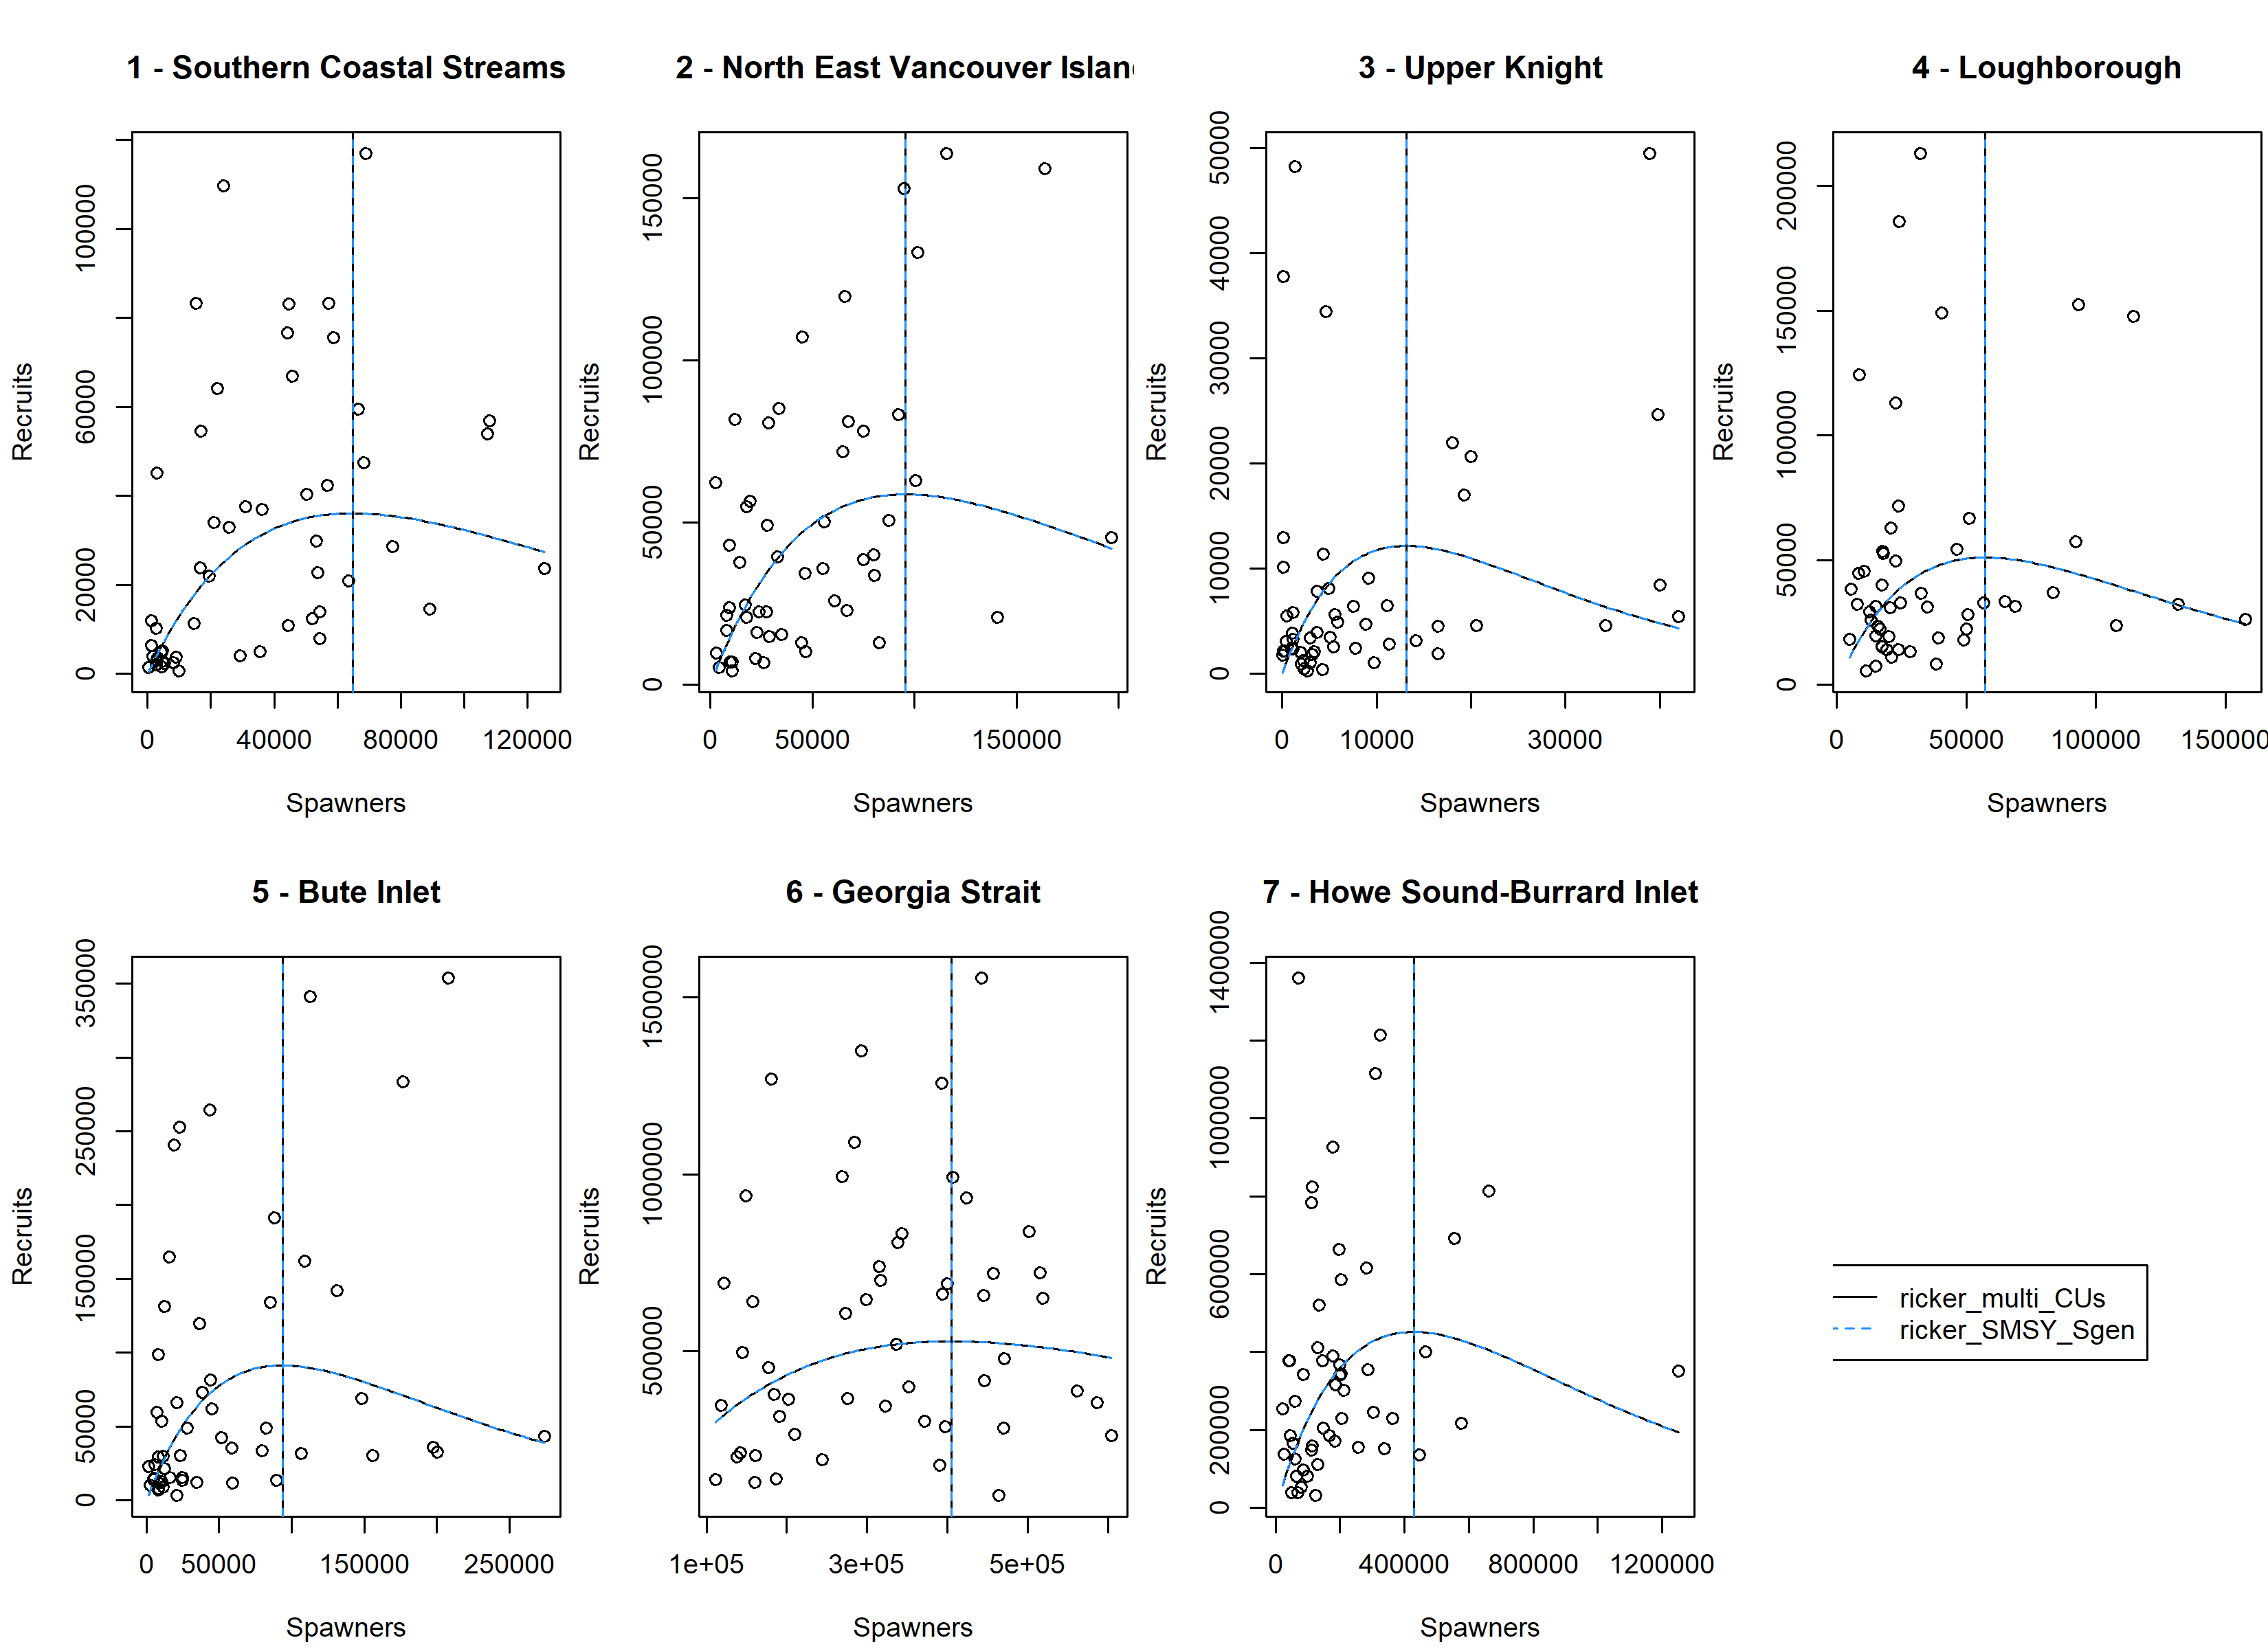 1 - Southern Coastal Streams
Recruits
0
20000
60000
100000
0
40000
80000
120000
Spawners
2 - North East Vancouver Islan
Recruits
0
50000
100000
150000
0
50000
150000
Spawners
3 - Upper Knight
Recruits
0
10000
20000
30000
40000
50000
0
10000
30000
Spawners
4 - Loughborough
Recruits
0
50000
100000
150000
200000
0
50000
100000
150000
Spawners
5 - Bute Inlet
Recruits
0
50000
150000
250000
350000
0
50000
150000
250000
Spawners
6 - Georgia Strait
Recruits
500000
1000000
1500000
1e+05
3e+05
5e+05
Spawners
7 - Howe Sound-Burrard Inlet
Recruits
0
200000
600000
1000000
1400000
0
400000
800000
1200000
Spawners
ricker_multi_CUs
ricker_SMSY_Sgen